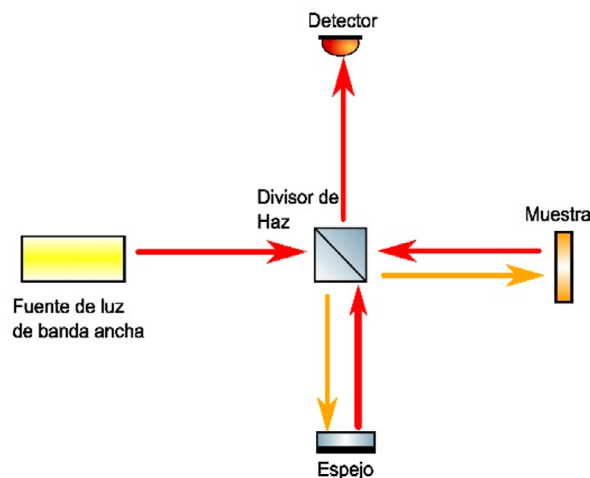 Detector
Divisor de
Haz
Muestra
Fuente de luz
de banda ancha
Espejo